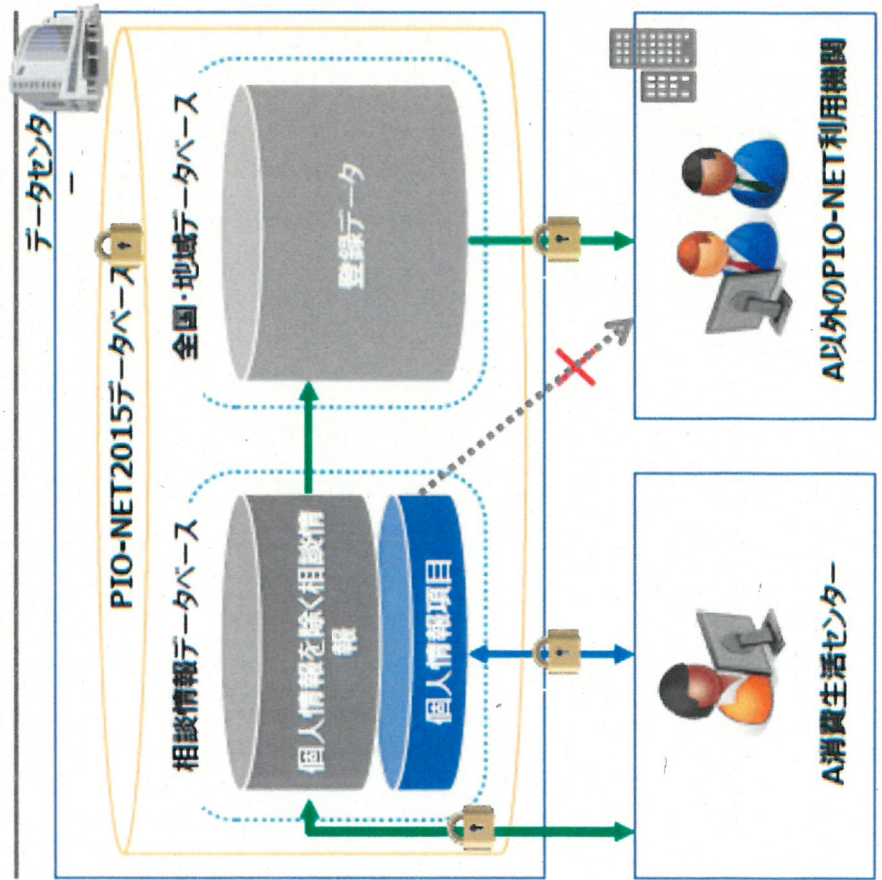 データセンタ
ー
PIO-NET2015データベース
相談情報データベース
全国・地域データベース
個人情報を除く相談情
報
個人情報項目
登録データ
A消費生活センター
A以外のPIO-NET利用機関